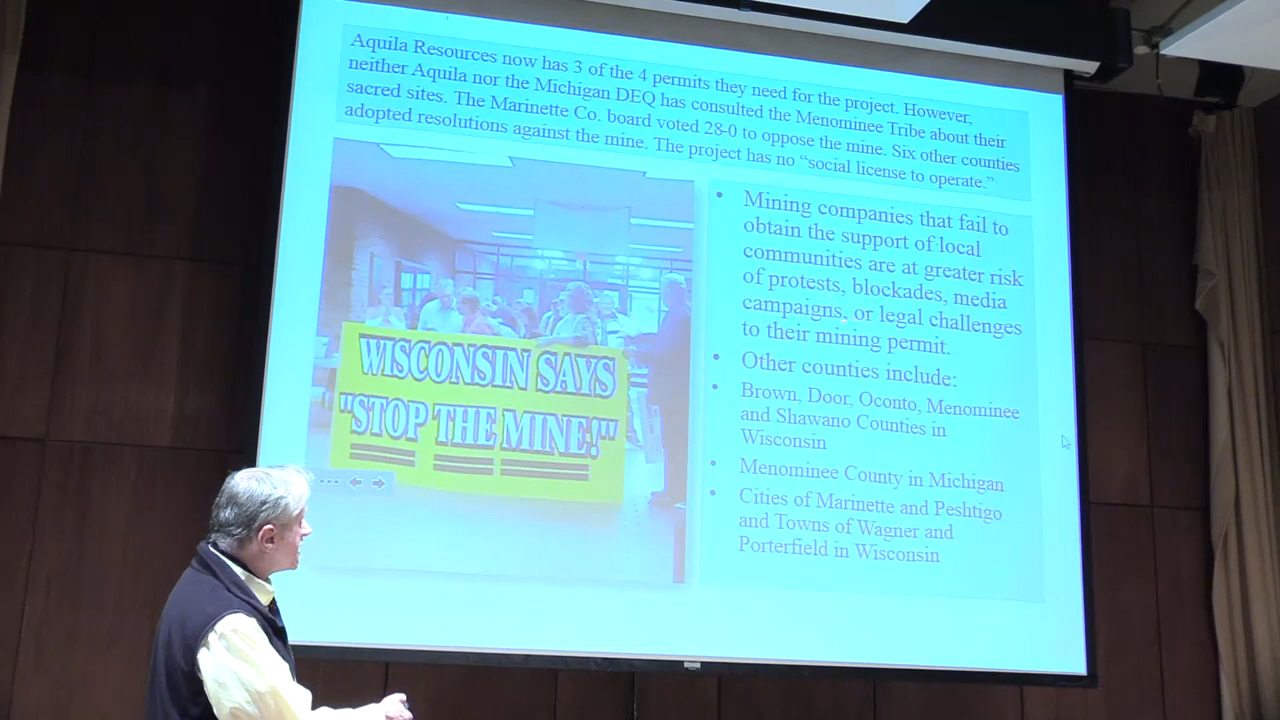 Aquila Resources now has 3 of the 4 permits they need for the project. However,
neither Aquila nor the Michigan DEQ has consulted the Menominee Tribe about their
sacred sites. The Marinette Co. board voted 28-0 to oppose the mine. Six other counties
adopted resolutions against the mine. The project has no “social license to operate.”
WISCONSIN SAYS
"STOP THE MINE!"
• Mining companies that fail to
obtain the support of local
communities are at greater risk
of protests, blockades, media
campaigns, or legal challenges
to their mining permit.
• Other counties include:
• Brown, Door, Oconto, Menominee
and Shawano Counties in
Wisconsin
• Menominee County in Michigan
• Cities of Marinette and Peshtigo
and Towns of Wagner and
Porterfield in Wisconsin